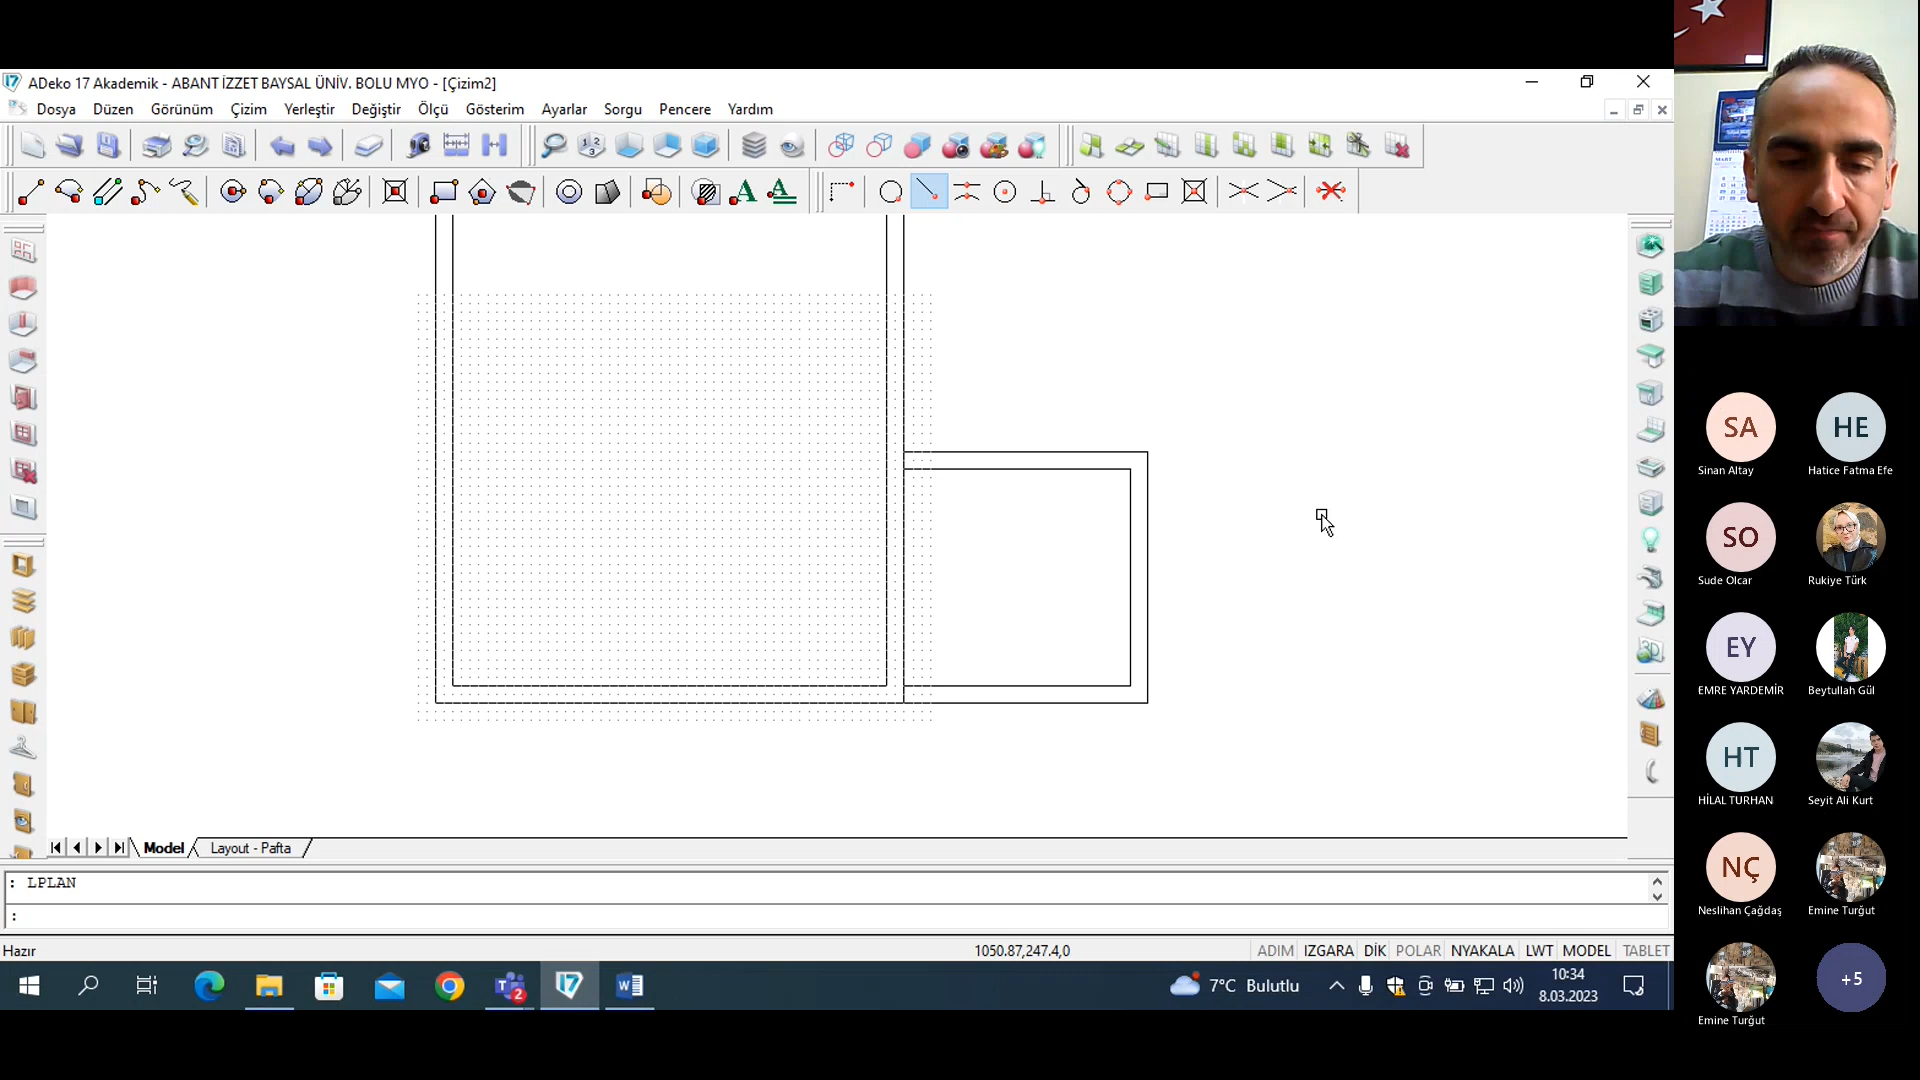 ADeko 17 Akademik - ABANT İZZET BAYSAL ÜNİV. BOLU MYO - [Çizim2]
Dosya Düzen Görünüm Çizim Yerleştir Değiştir Ölçü Gösterim Ayarlar Sorgu Pencere Yardım
Model Layout - Pafta
: LPLAN
:
Hazır 1050.87,247.4,0 ADIM IZGARA DİK POLAR NYAKALA LWT MODEL TABLET
7°C Bulutlu
10:34
8.03.2023
SA HE
Sinan Altay Hatice Fatma Efe
SO
Sude Olcar Rukiye Türk
EY
EMRE YARDEMİR Beytullah Gül
HT
HİLAL TURHAN Seyit Ali Kurt
NÇ
Neslihan Çağdaş Emine Turğut
+5
Emine Turğut